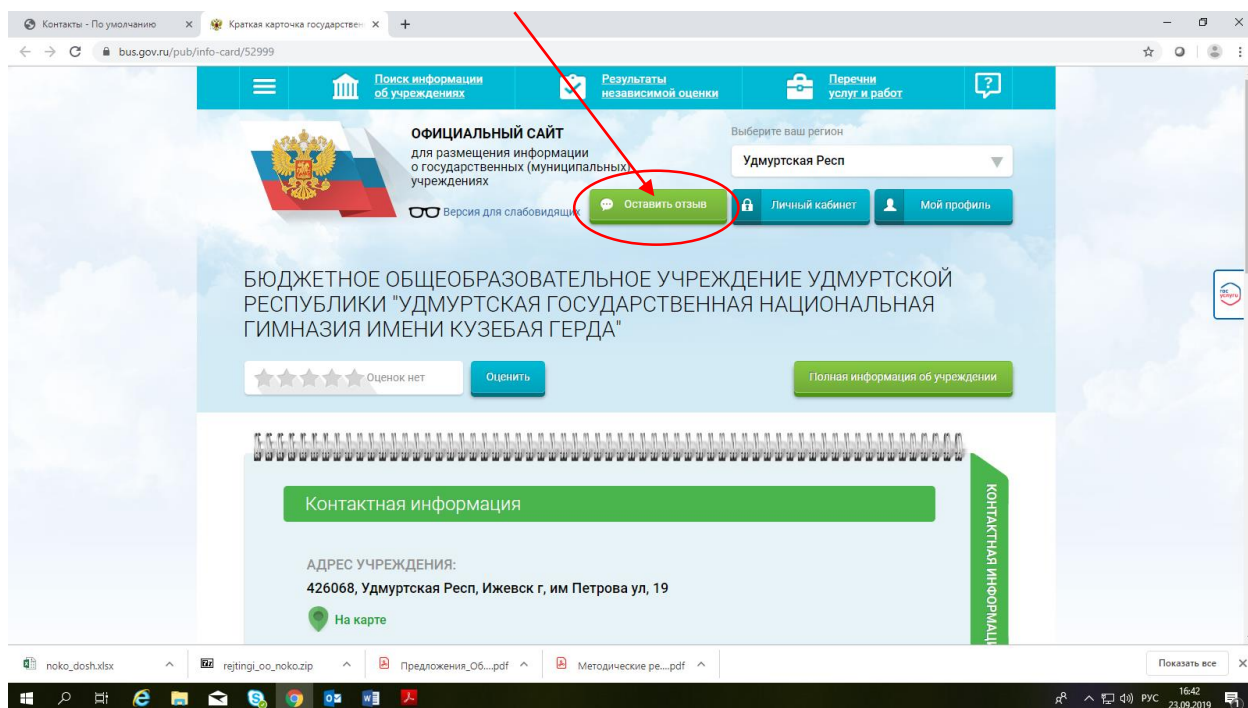 Контакты - По умолчанию
Краткая карточка государствен
bus.gov.ru/pub/info-card/52999
Поиск информации
об учреждениях
Результаты
независимой оценки
Перечни
услуг и работ
ОФИЦИАЛЬНЫЙ САЙТ
для размещения информации
о государственных (муниципальных)
учреждениях
Версия для слабовидящих
Выберите ваш регион
Удмуртская Респ
Оставить отзыв
Личный кабинет
Мой профиль
гос
услуги
БЮДЖЕТНОЕ ОБЩЕОБРАЗОВАТЕЛЬНОЕ УЧРЕЖДЕНИЕ УДМУРТСКОЙ
РЕСПУБЛИКИ "УДМУРТСКАЯ ГОСУДАРСТВЕННАЯ НАЦИОНАЛЬНАЯ
ГИМНАЗИЯ ИМЕНИ КУЗЕБАЯ ГЕРДА"
Оценок нет
Оценить
Полная информация об учреждении
Контактная информация
КОНТАКТНАЯ ИНФОРМАЦИ
АДРЕС УЧРЕЖДЕНИЯ:
426068, Удмуртская Респ, Ижевск г, им Петрова ул, 19
На карте
noko_dosh.xlsx
rejtingi_oo_noko.zip
Предложения_Об....pdf
Методические ре....pdf
Показать все
РУС
16:42
23.09.2019